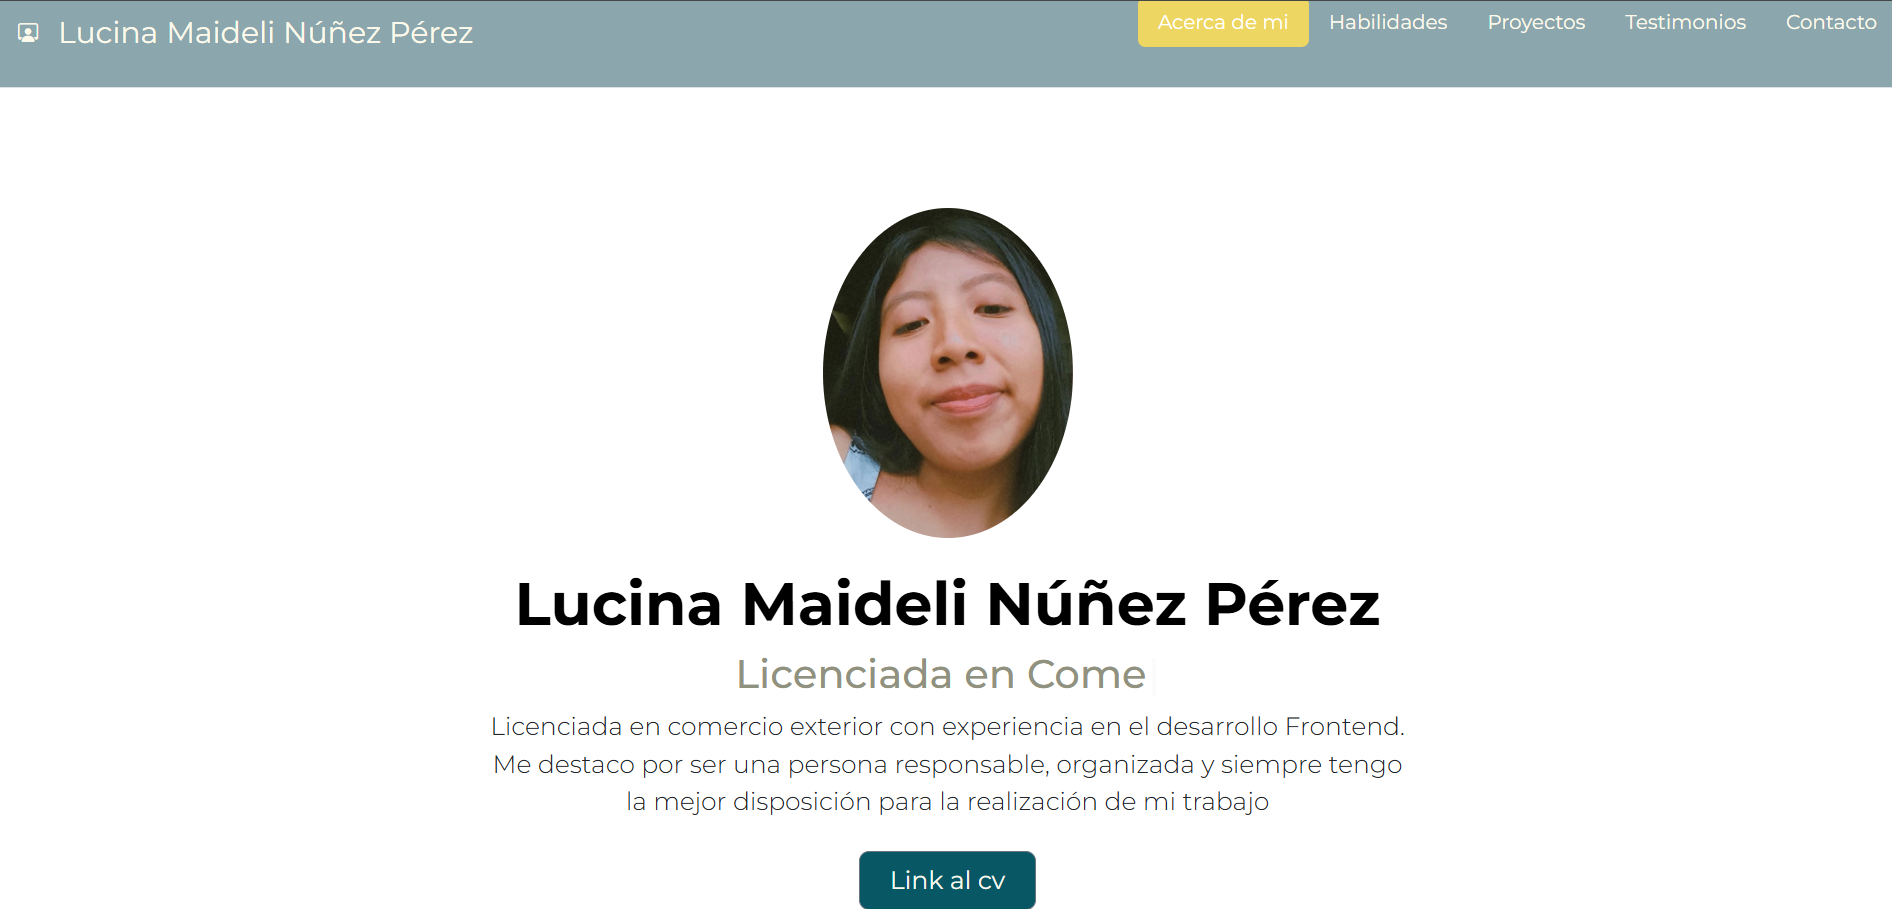 Lucina Maideli Núñez Pérez
Acerca de mi
Habilidades
Proyectos
Testimonios
Contacto
Lucina Maideli Núñez Pérez
Licenciada en Come
Licenciada en comercio exterior con experiencia en el desarrollo Frontend.
Me destaco por ser una persona responsable, organizada y siempre tengo
la mejor disposición para la realización de mi trabajo
Link al cv